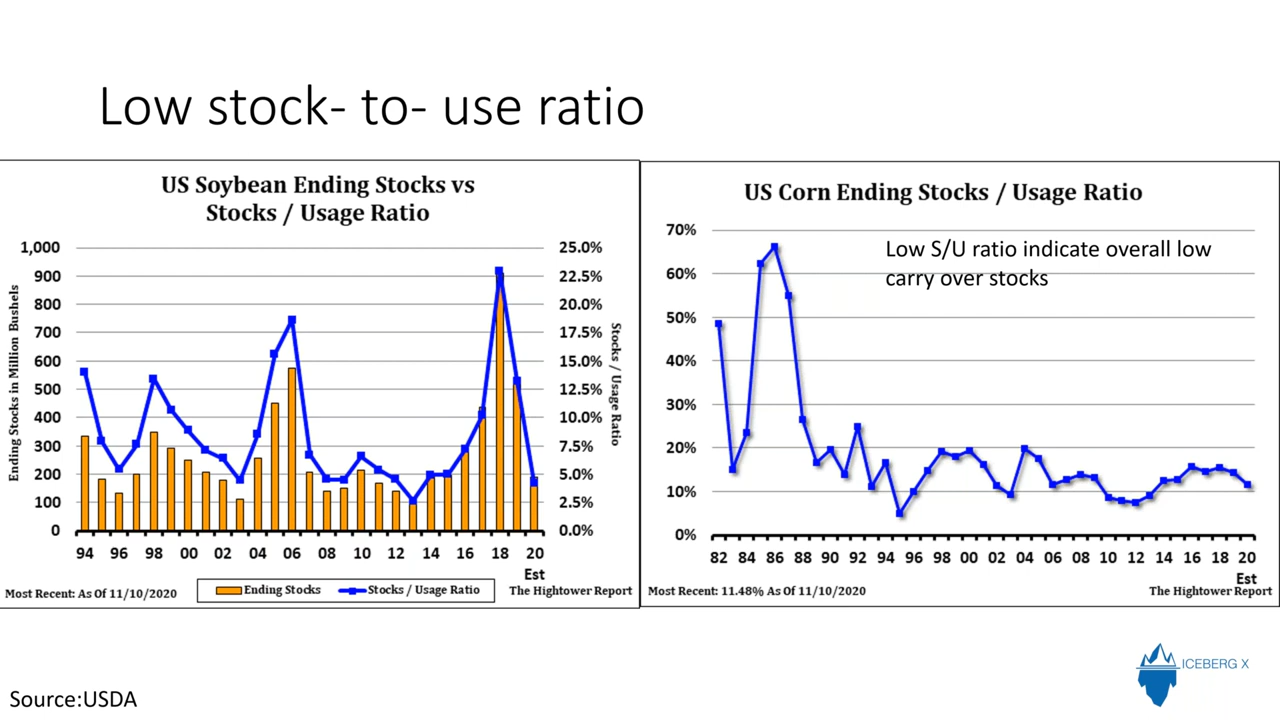 Low stock- to- use ratio
US Soybean Ending Stocks vs
Stocks / Usage Ratio
Ending Stocks in Million Bushels
1,000
900
800
700
600
500
400
300
200
100
0
25.0%
22.5%
20.0%
17.5%
15.0%
12.5%
10.0%
7.5%
5.0%
2.5%
0.0%
Stocks / Usage Ratio
94 96 98 00 02 04 06 08 10 12 14 16 18 20
Est
Most Recent: As Of 11/10/2020
Ending Stocks
Stocks / Usage Ratio
The Hightower Report
US Corn Ending Stocks / Usage Ratio
Low S/U ratio indicate overall low
carry over stocks
70%
60%
50%
40%
30%
20%
10%
0%
82 84 86 88 90 92 94 96 98 00 02 04 06 08 10 12 14 16 18 20
Est
Most Recent: 11.48% As Of 11/10/2020
The Hightower Report
ICEBERG X
Source:USDA